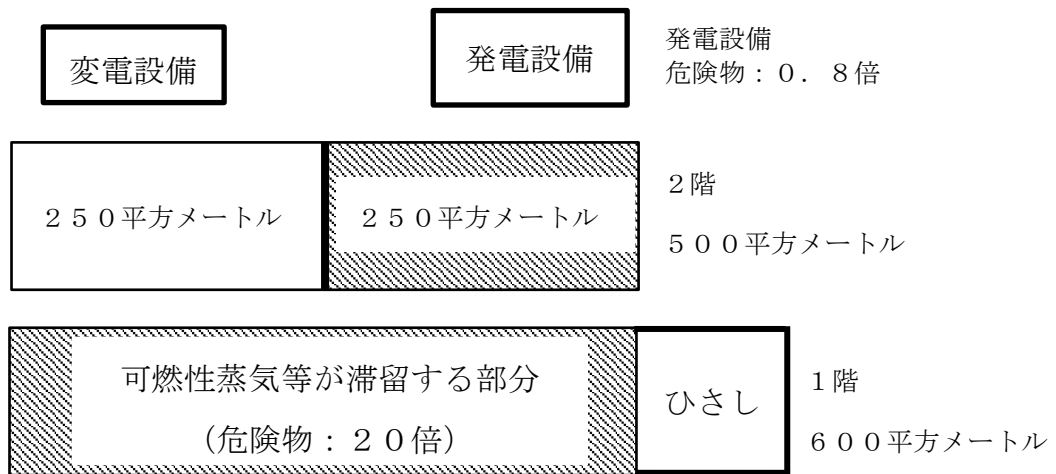 変電設備
発電設備
発電設備
危険物：０．８倍
２５０平方メートル
２５０平方メートル
２階
５００平方メートル
可燃性蒸気等が滞留する部分
（危険物：２０倍）
ひさし
１階
６００平方メートル